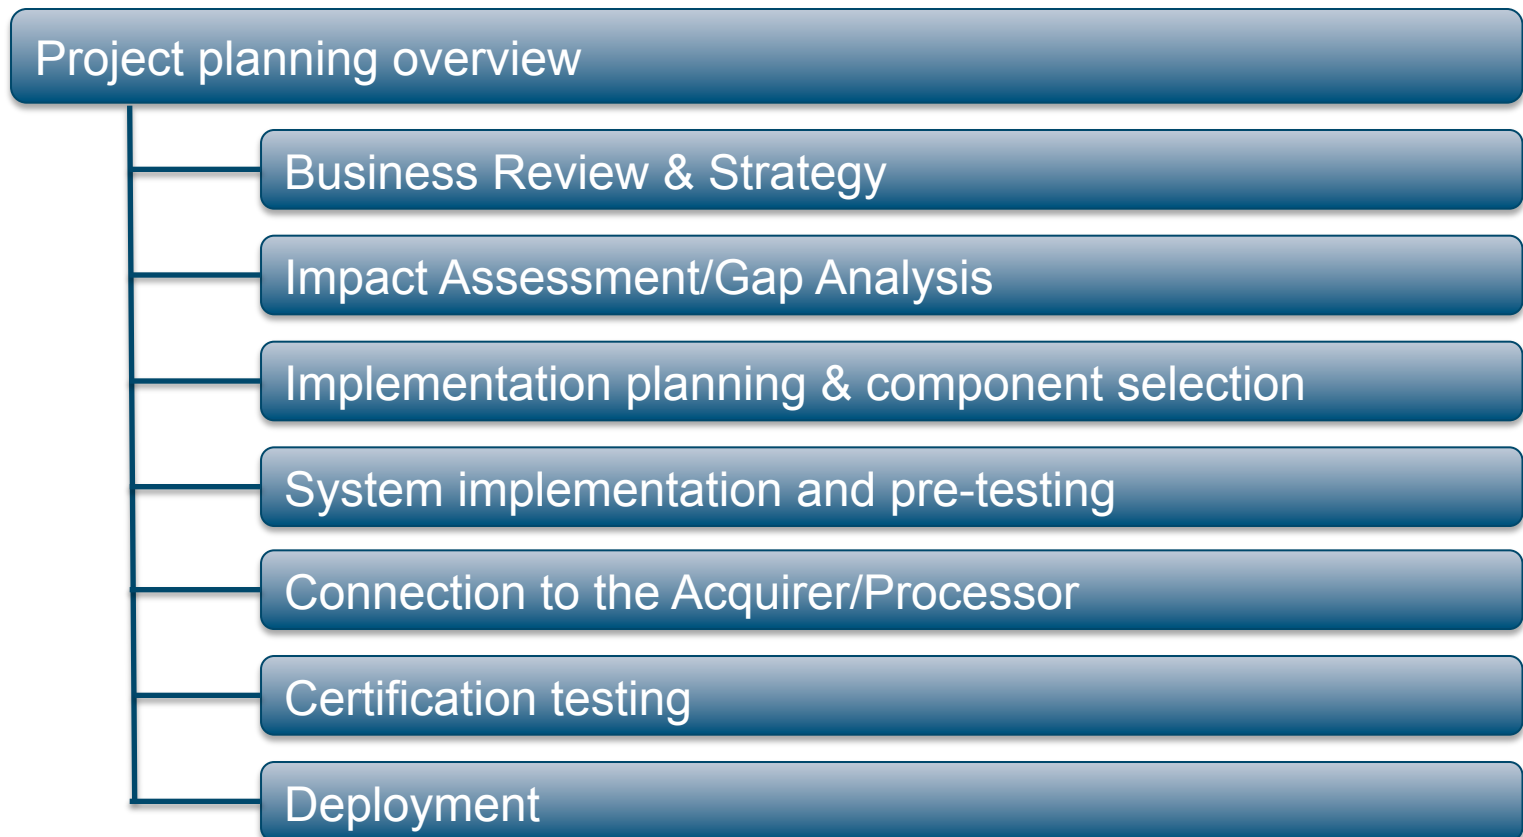 Project planning overview
Business Review & Strategy
Impact Assessment/Gap Analysis
Implementation planning & component selection
System implementation and pre-testing
Connection to the Acquirer/Processor
Certification testing
Deployment